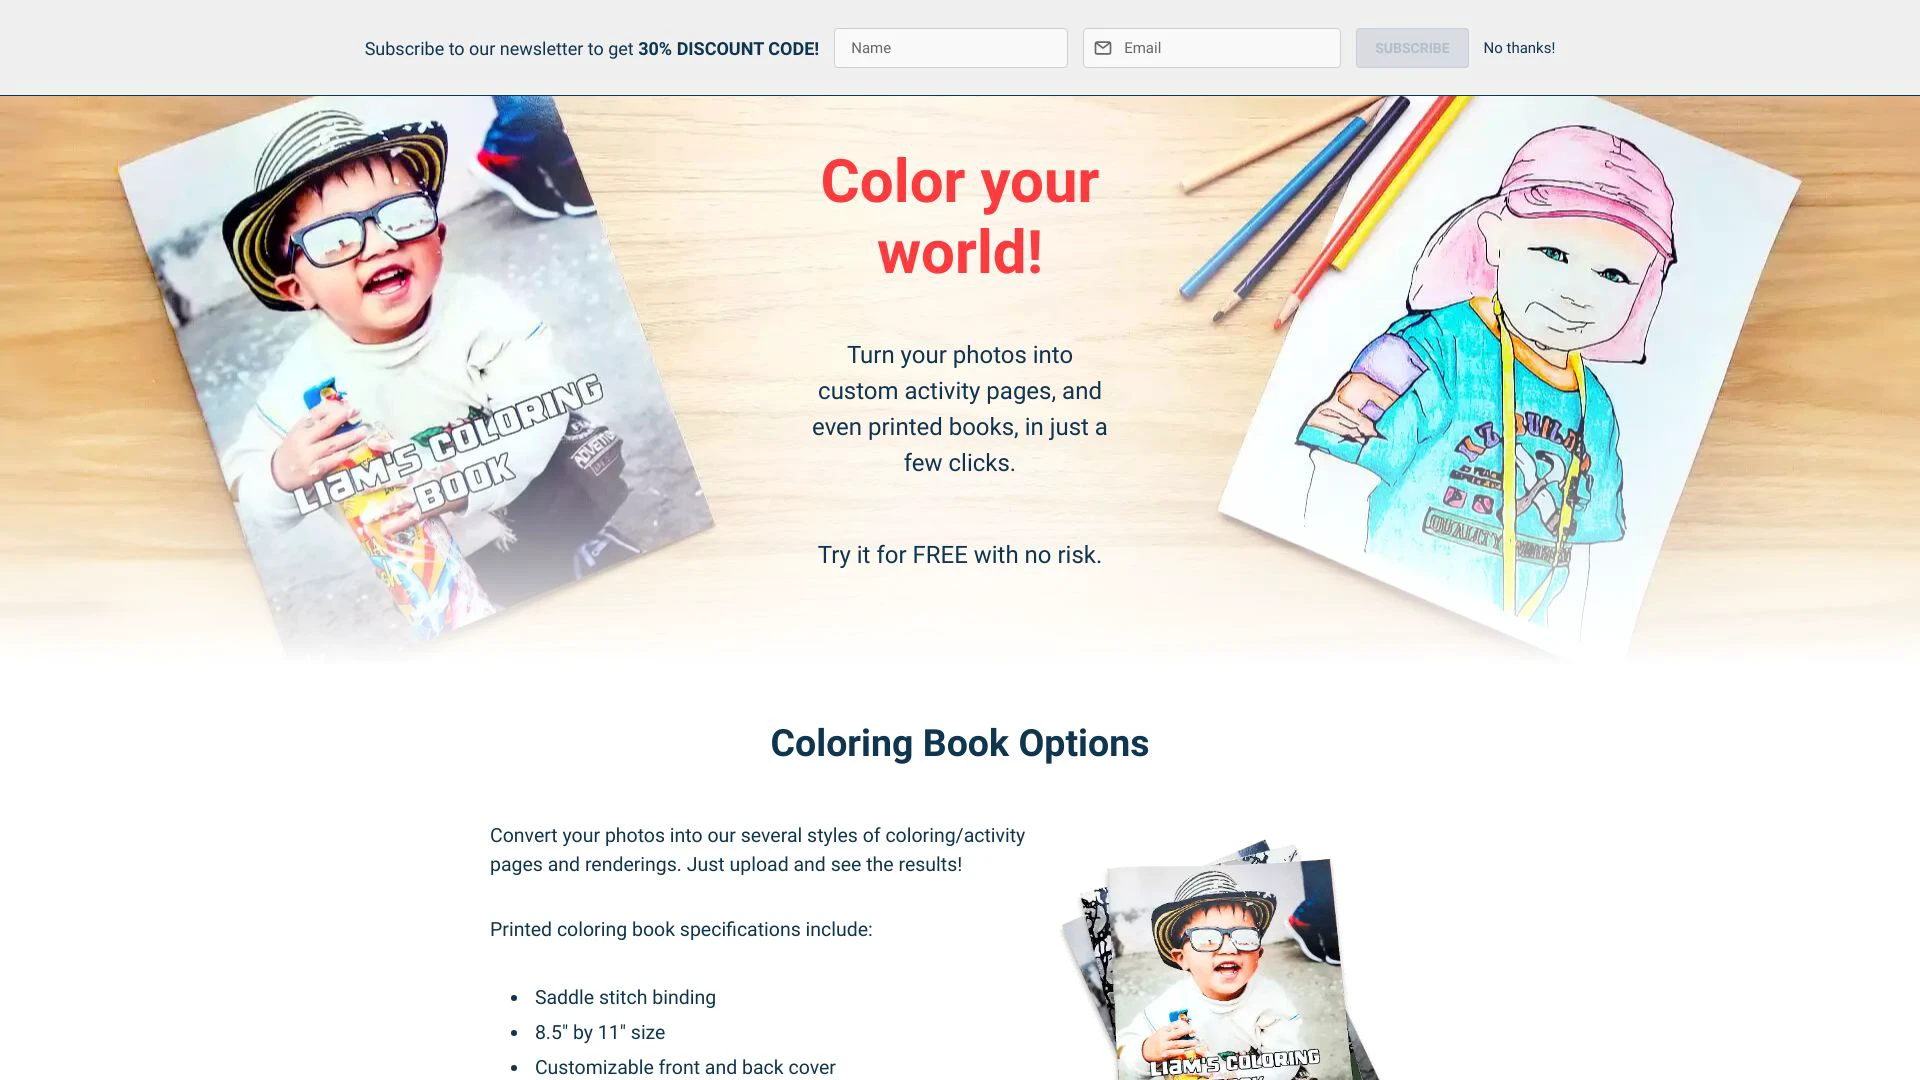 Subscribe to our newsletter to get 30% DISCOUNT CODE!
Name
Email
SUBSCRIBE
No thanks!
Color your
world!
Turn your photos into
custom activity pages, and
even printed books, in just a
few clicks.
Try it for FREE with no risk.
LIAM'S COLORING
BOOK
QUALITY
Coloring Book Options
Convert your photos into our several styles of coloring/activity
pages and renderings. Just upload and see the results!
Printed coloring book specifications include:
• Saddle stitch binding
• 8.5" by 11" size
• Customizable front and back cover
LIAM'S COLORING
BOOK